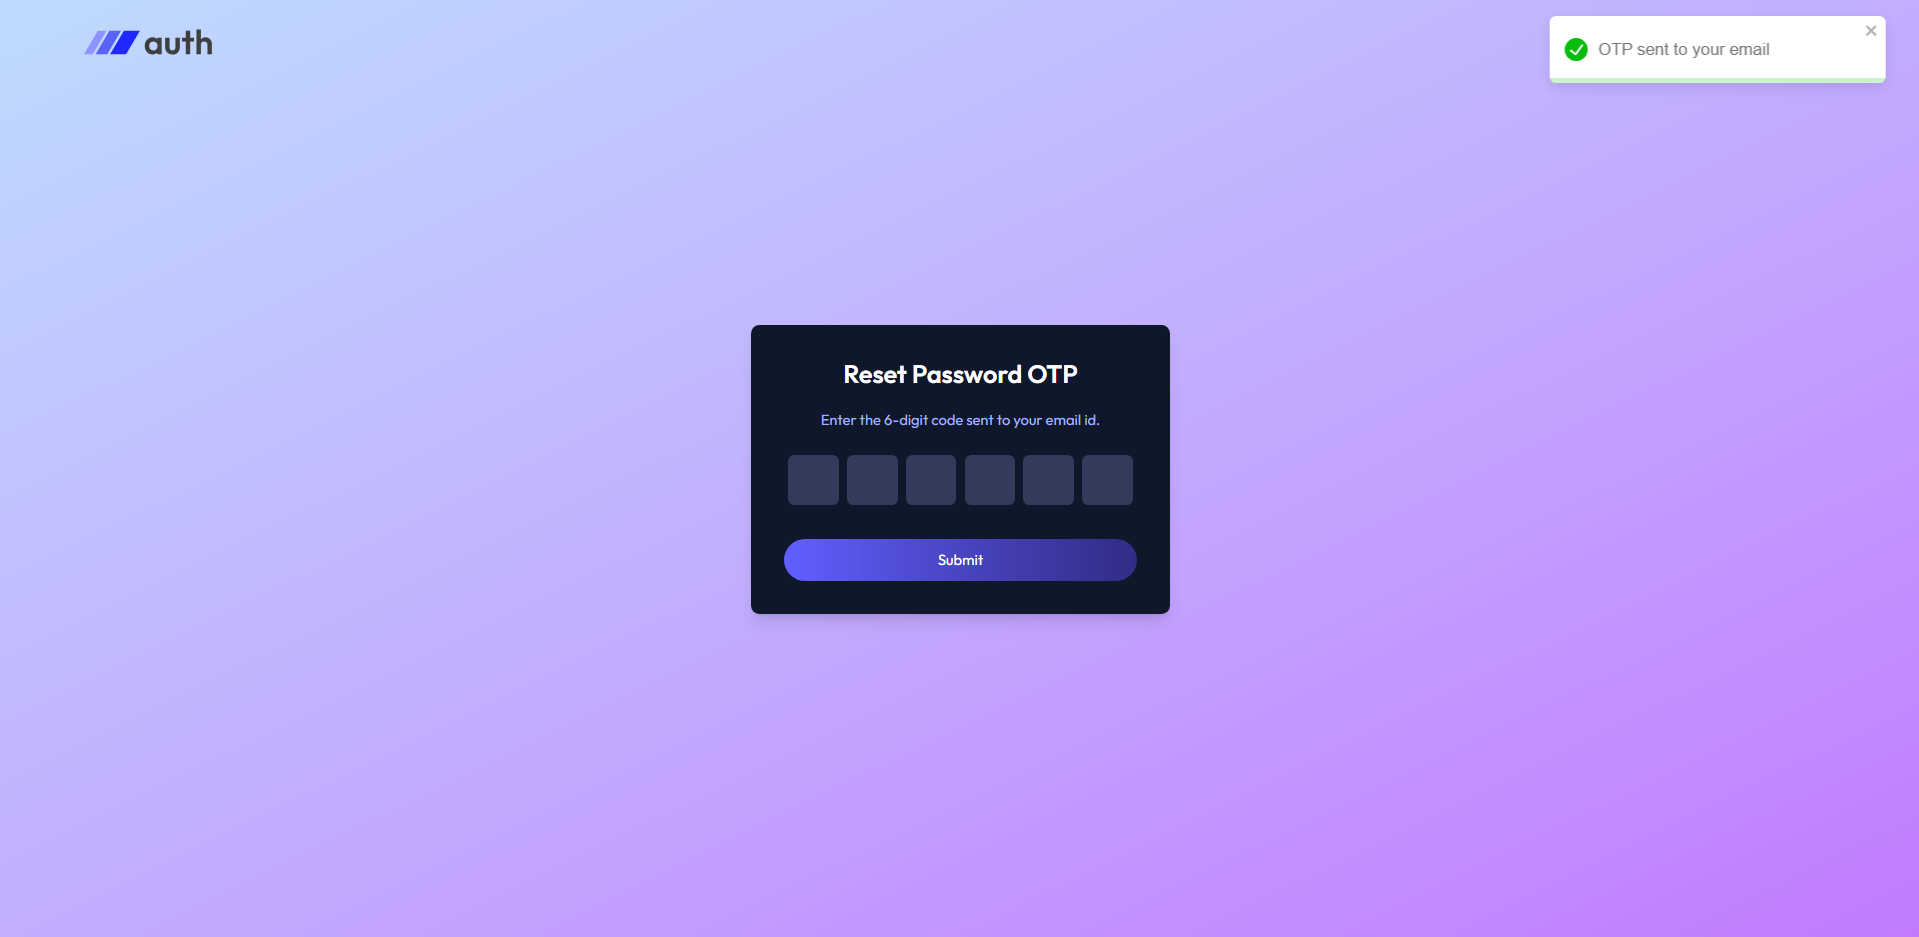 auth
OTP sent to your email
Reset Password OTP
Enter the 6-digit code sent to your email id.
Submit